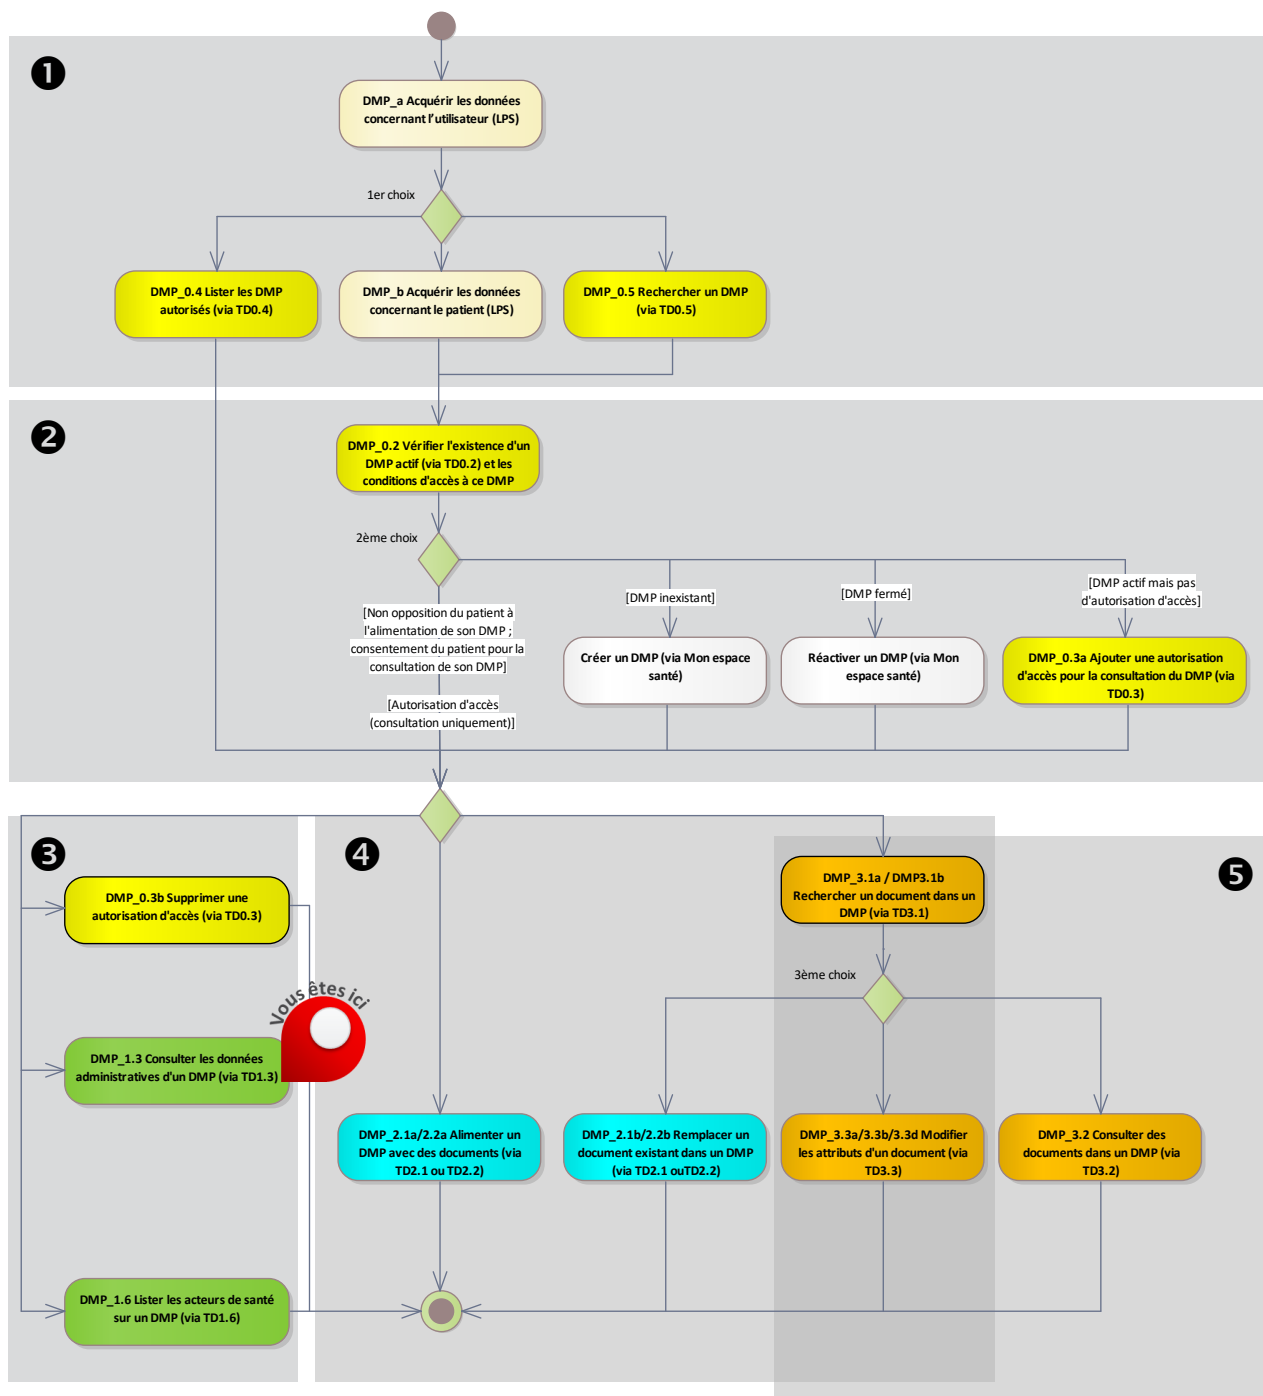 ❶
DMP_a Acquérir les données
concernant l'utilisateur (LPS)
1er choix
DMP_0.4 Lister les DMP
autorisés (via TD0.4)
DMP_b Acquérir les données
concernant le patient (LPS)
DMP_0.5 Rechercher un DMP
(via TD0.5)
❷
DMP_0.2 Vérifier l'existence d'un
DMP actif (via TD0.2) et les
conditions d'accès à ce DMP
2ème choix
[Non opposition du patient à
l'alimentation de son DMP ;
consentement du patient pour la
consultation de son DMP]
[Autorisation d'accès
(consultation uniquement)]
[DMP inexistant]
[DMP fermé]
[DMP actif mais pas
d'autorisation d'accès]
Créer un DMP (via Mon espace
santé)
Réactiver un DMP (via Mon
espace santé)
DMP_0.3a Ajouter une autorisation
d'accès pour la consultation du DMP (via
TD0.3)
❸
DMP_0.3b Supprimer une
autorisation d'accès (via TD0.3)
Vous êtes ici
DMP_1.3 Consulter les données
administratives d'un DMP (via TD1.3)
DMP_1.6 Lister les acteurs de santé
sur un DMP (via TD1.6)
❹
❺
DMP_3.1a / DMP3.1b
Rechercher un document dans un
DMP (via TD3.1)
3ème choix
DMP_2.1a/2.2a Alimenter un
DMP avec des documents (via
TD2.1 ou TD2.2)
DMP_2.1b/2.2b Remplacer un
document existant dans un DMP
(via TD2.1 ouTD2.2)
DMP_3.3a/3.3b/3.3d Modifier
les attributs d'un document (via
TD3.3)
DMP_3.2 Consulter des
documents dans un DMP (via
TD3.2)